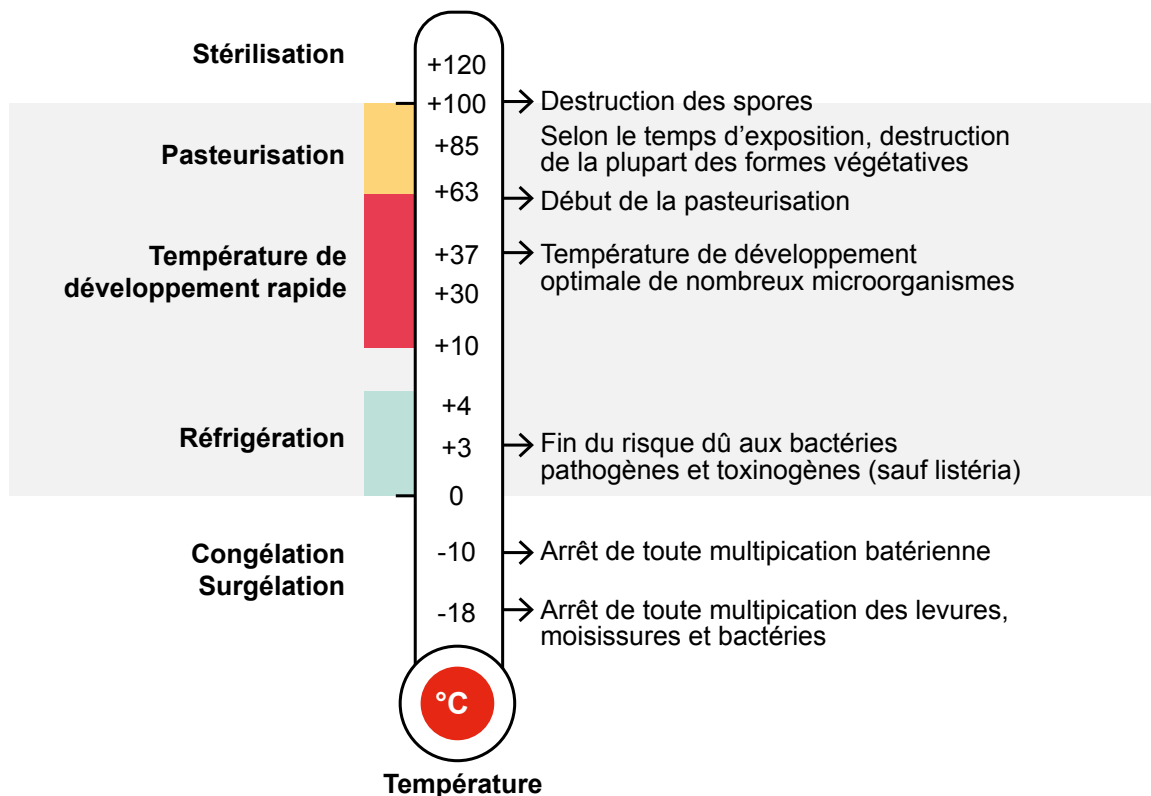 Stérilisation
+120
+100
Destruction des spores
Pasteurisation
+85
Selon le temps d’exposition, destruction
de la plupart des formes végétatives
+63
Début de la pasteurisation
Température de
développement rapide
+37
Température de développement
optimale de nombreux microorganismes
+30
+10
+4
Réfrigération
+3
Fin du risque dû aux bactéries
pathogènes et toxinogènes (sauf listéria)
0
Congélation
Surgélation
-10
Arrêt de toute multipication batérienne
-18
Arrêt de toute multipication des levures,
moisissures et bactéries
°C
Température